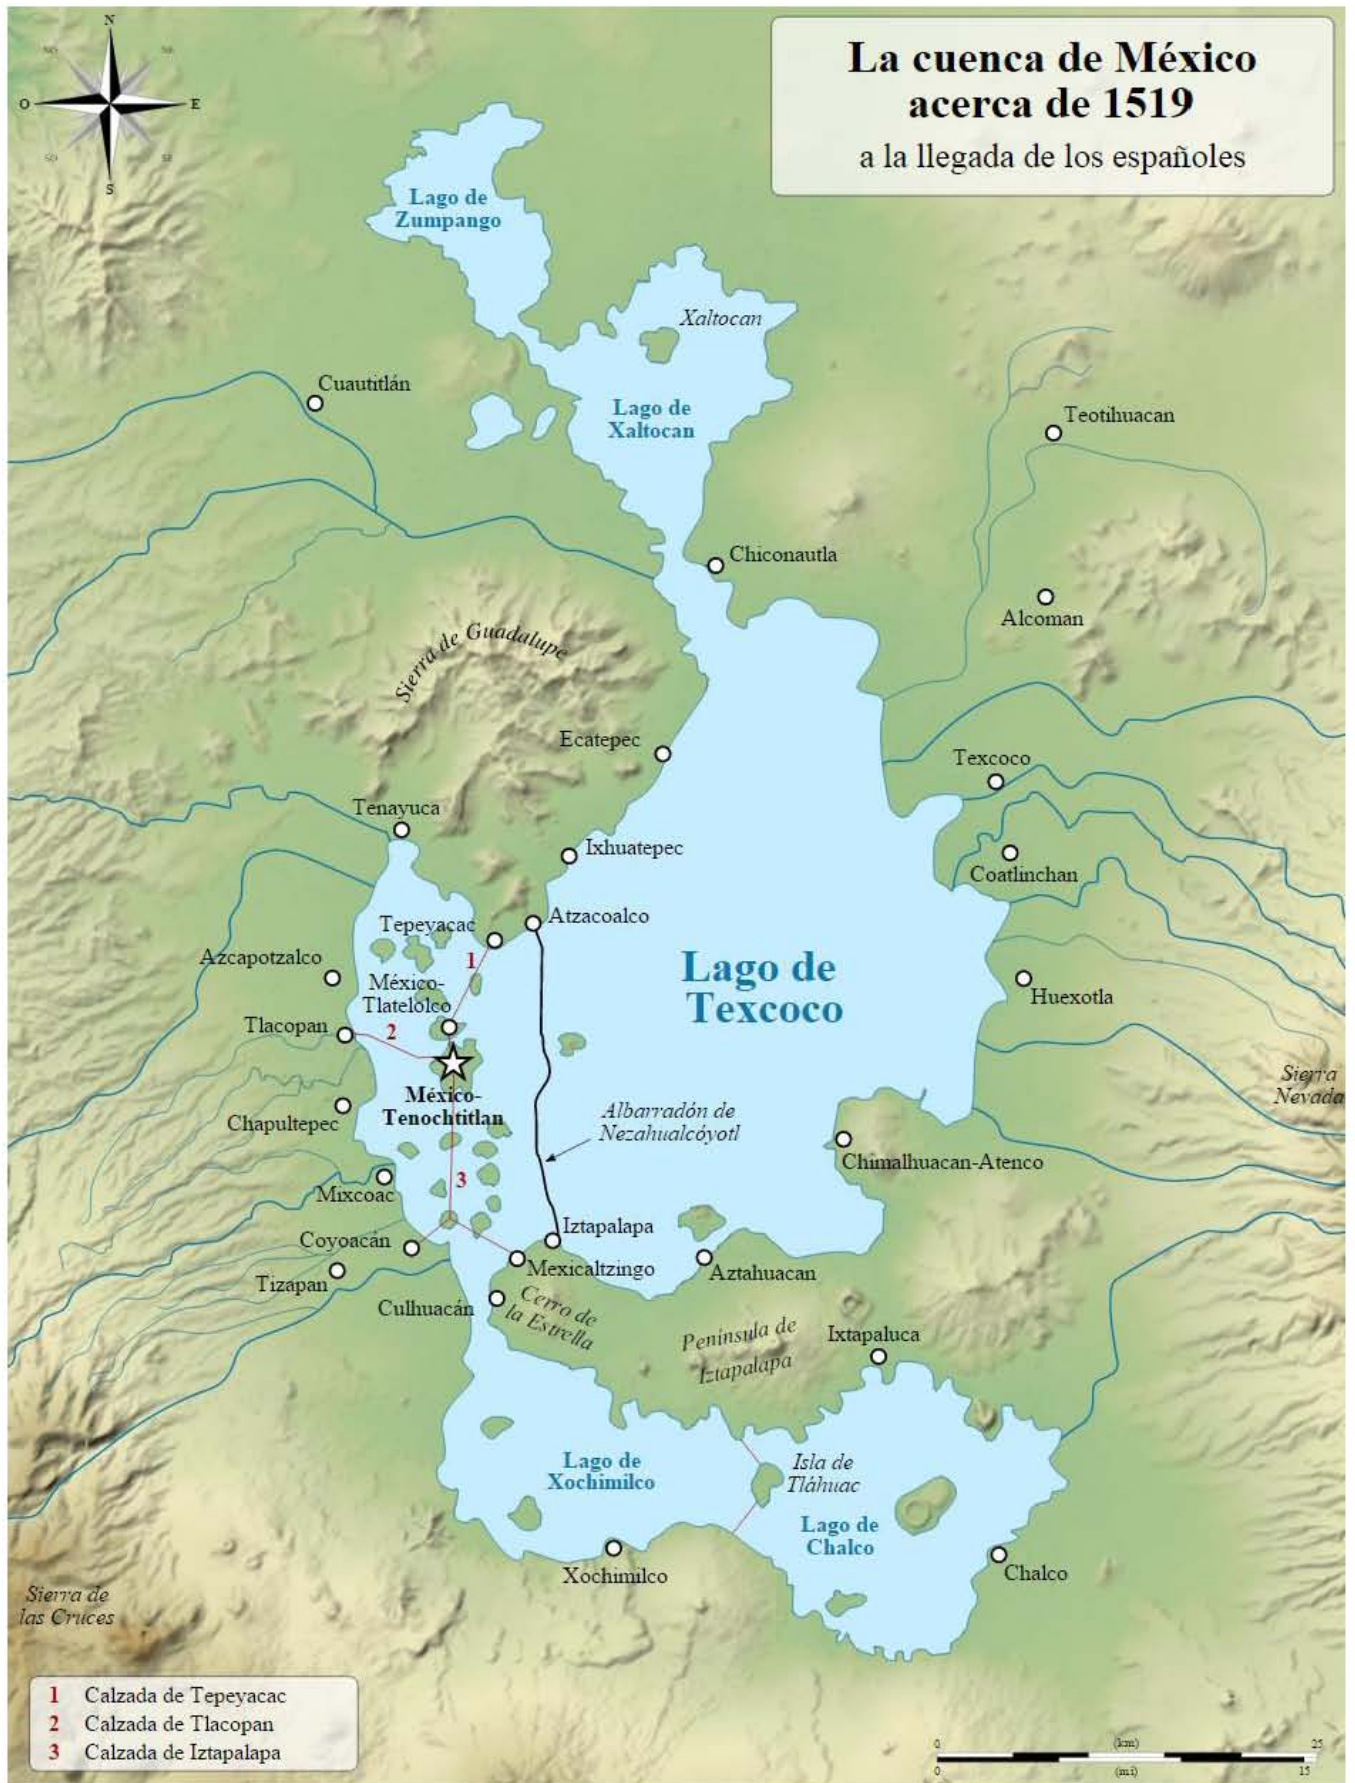 La cuenca de México
acerca de 1519
a la llegada de los españoles
N
NO
NE
O
E
SO
SE
S
Lago de
Zumpango
Xaltocan
Cuautitlán
Lago de
Xaltocan
Teotihuacan
Chiconautla
Alcoman
Sierra de Guadalupe
Ecatepec
Texcoco
Tenayuca
Ixhuatepec
Coatlinchan
Tepeyacac
Atzacoalco
Azcapotzalco
1
México-
Tlatelolco
Lago de
Texcoco
Huexotla
Tlacopan
2
México-
Tenochtitlan
Sierra
Nevada
Chapultepec
Albarradón de
Nezahualcóyotl
Chimalhuacan-Atenco
Mixcoac
3
Iztapalapa
Coyoacán
Mexicaltzingo
Aztahuacan
Tizapan
Culhuacán
Cerro de
la Estrella
Península de
Iztapalapa
Ixtapaluca
Lago de
Xochimilco
Isla de
Tláhuac
Lago de
Chalco
Xochimilco
Chalco
Sierra de
las Cruces
1 Calzada de Tepeyacac
2 Calzada de Tlacopan
3 Calzada de Iztapalapa
0 (km) 25
0 (mi) 15